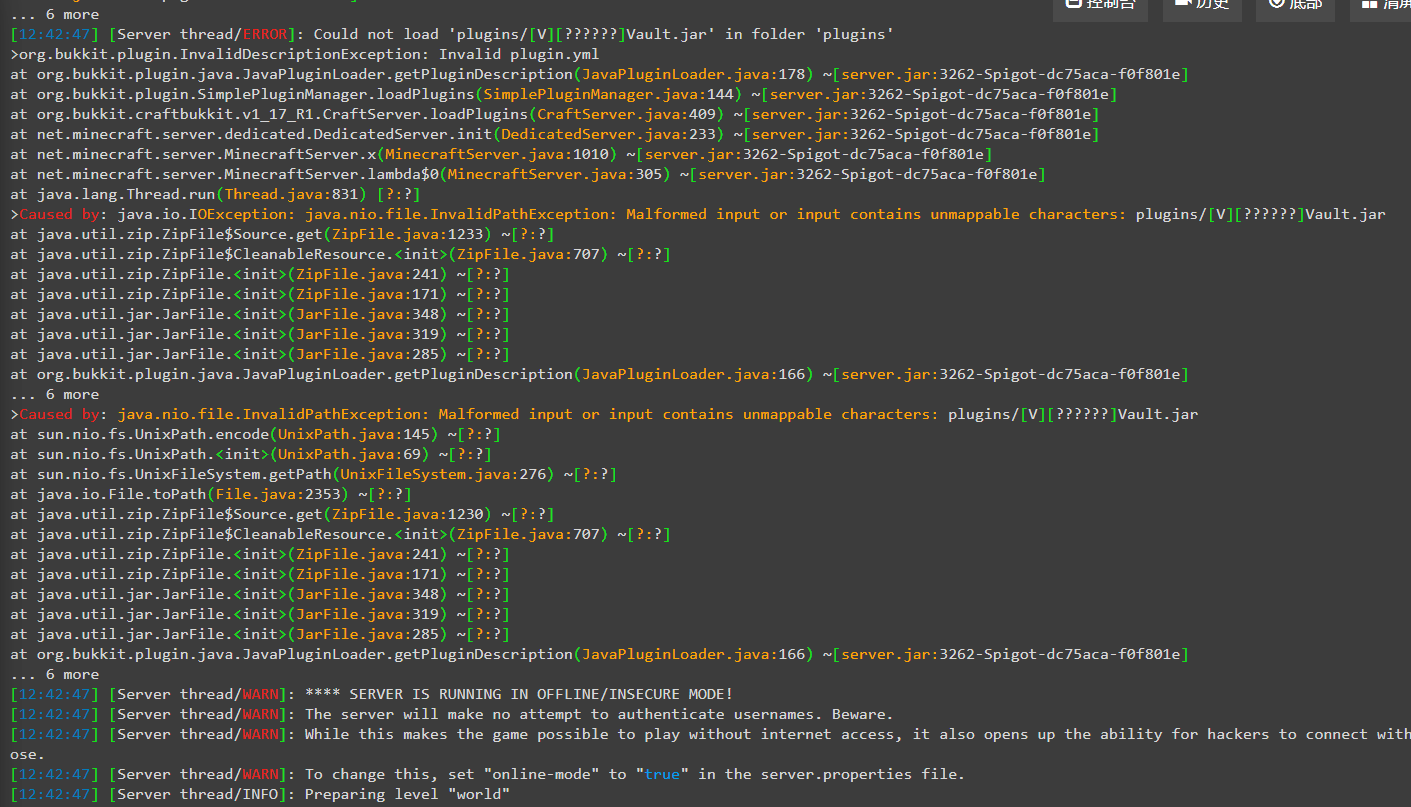 ... 6 more
控制台
历史
底部
清屏
[12:42:47] [Server thread/ERROR]: Could not load 'plugins/[V][??????]Vault.jar' in folder 'plugins'
>org.bukkit.plugin.InvalidDescriptionException: Invalid plugin.yml
at org.bukkit.plugin.java.JavaPluginLoader.getPluginDescription(JavaPluginLoader.java:178) ~[server.jar:3262-Spigot-dc75aca-f0f801e]
at org.bukkit.plugin.SimplePluginManager.loadPlugins(SimplePluginManager.java:144) ~[server.jar:3262-Spigot-dc75aca-f0f801e]
at org.bukkit.craftbukkit.v1_17_R1.CraftServer.loadPlugins(CraftServer.java:409) ~[server.jar:3262-Spigot-dc75aca-f0f801e]
at net.minecraft.server.dedicated.DedicatedServer.init(DedicatedServer.java:233) ~[server.jar:3262-Spigot-dc75aca-f0f801e]
at net.minecraft.server.MinecraftServer.x(MinecraftServer.java:1010) ~[server.jar:3262-Spigot-dc75aca-f0f801e]
at net.minecraft.server.MinecraftServer.lambda$0(MinecraftServer.java:305) ~[server.jar:3262-Spigot-dc75aca-f0f801e]
at java.lang.Thread.run(Thread.java:831) [?:?]
>Caused by: java.io.IOException: java.nio.file.InvalidPathException: Malformed input or input contains unmappable characters: plugins/[V][??????]Vault.jar
at java.util.zip.ZipFile$Source.get(ZipFile.java:1233) ~[?:?]
at java.util.zip.ZipFile$CleanableResource.<init>(ZipFile.java:707) ~[?:?]
at java.util.zip.ZipFile.<init>(ZipFile.java:241) ~[?:?]
at java.util.zip.ZipFile.<init>(ZipFile.java:171) ~[?:?]
at java.util.jar.JarFile.<init>(JarFile.java:348) ~[?:?]
at java.util.jar.JarFile.<init>(JarFile.java:319) ~[?:?]
at java.util.jar.JarFile.<init>(JarFile.java:285) ~[?:?]
at org.bukkit.plugin.java.JavaPluginLoader.getPluginDescription(JavaPluginLoader.java:166) ~[server.jar:3262-Spigot-dc75aca-f0f801e]
... 6 more
>Caused by: java.nio.file.InvalidPathException: Malformed input or input contains unmappable characters: plugins/[V][??????]Vault.jar
at sun.nio.fs.UnixPath.encode(UnixPath.java:145) ~[?:?]
at sun.nio.fs.UnixPath.<init>(UnixPath.java:69) ~[?:?]
at sun.nio.fs.UnixFileSystem.getPath(UnixFileSystem.java:276) ~[?:?]
at java.io.File.toPath(File.java:2353) ~[?:?]
at java.util.zip.ZipFile$Source.get(ZipFile.java:1230) ~[?:?]
at java.util.zip.ZipFile$CleanableResource.<init>(ZipFile.java:707) ~[?:?]
at java.util.zip.ZipFile.<init>(ZipFile.java:241) ~[?:?]
at java.util.zip.ZipFile.<init>(ZipFile.java:171) ~[?:?]
at java.util.jar.JarFile.<init>(JarFile.java:348) ~[?:?]
at java.util.jar.JarFile.<init>(JarFile.java:319) ~[?:?]
at java.util.jar.JarFile.<init>(JarFile.java:285) ~[?:?]
at org.bukkit.plugin.java.JavaPluginLoader.getPluginDescription(JavaPluginLoader.java:166) ~[server.jar:3262-Spigot-dc75aca-f0f801e]
... 6 more
[12:42:47] [Server thread/WARN]: **** SERVER IS RUNNING IN OFFLINE/INSECURE MODE!
[12:42:47] [Server thread/WARN]: The server will make no attempt to authenticate usernames. Beware.
[12:42:47] [Server thread/WARN]: While this makes the game possible to play without internet access, it also opens up the ability for hackers to connect with
ose.
[12:42:47] [Server thread/WARN]: To change this, set "online-mode" to "true" in the server.properties file.
[12:42:47] [Server thread/INFO]: Preparing level "world"